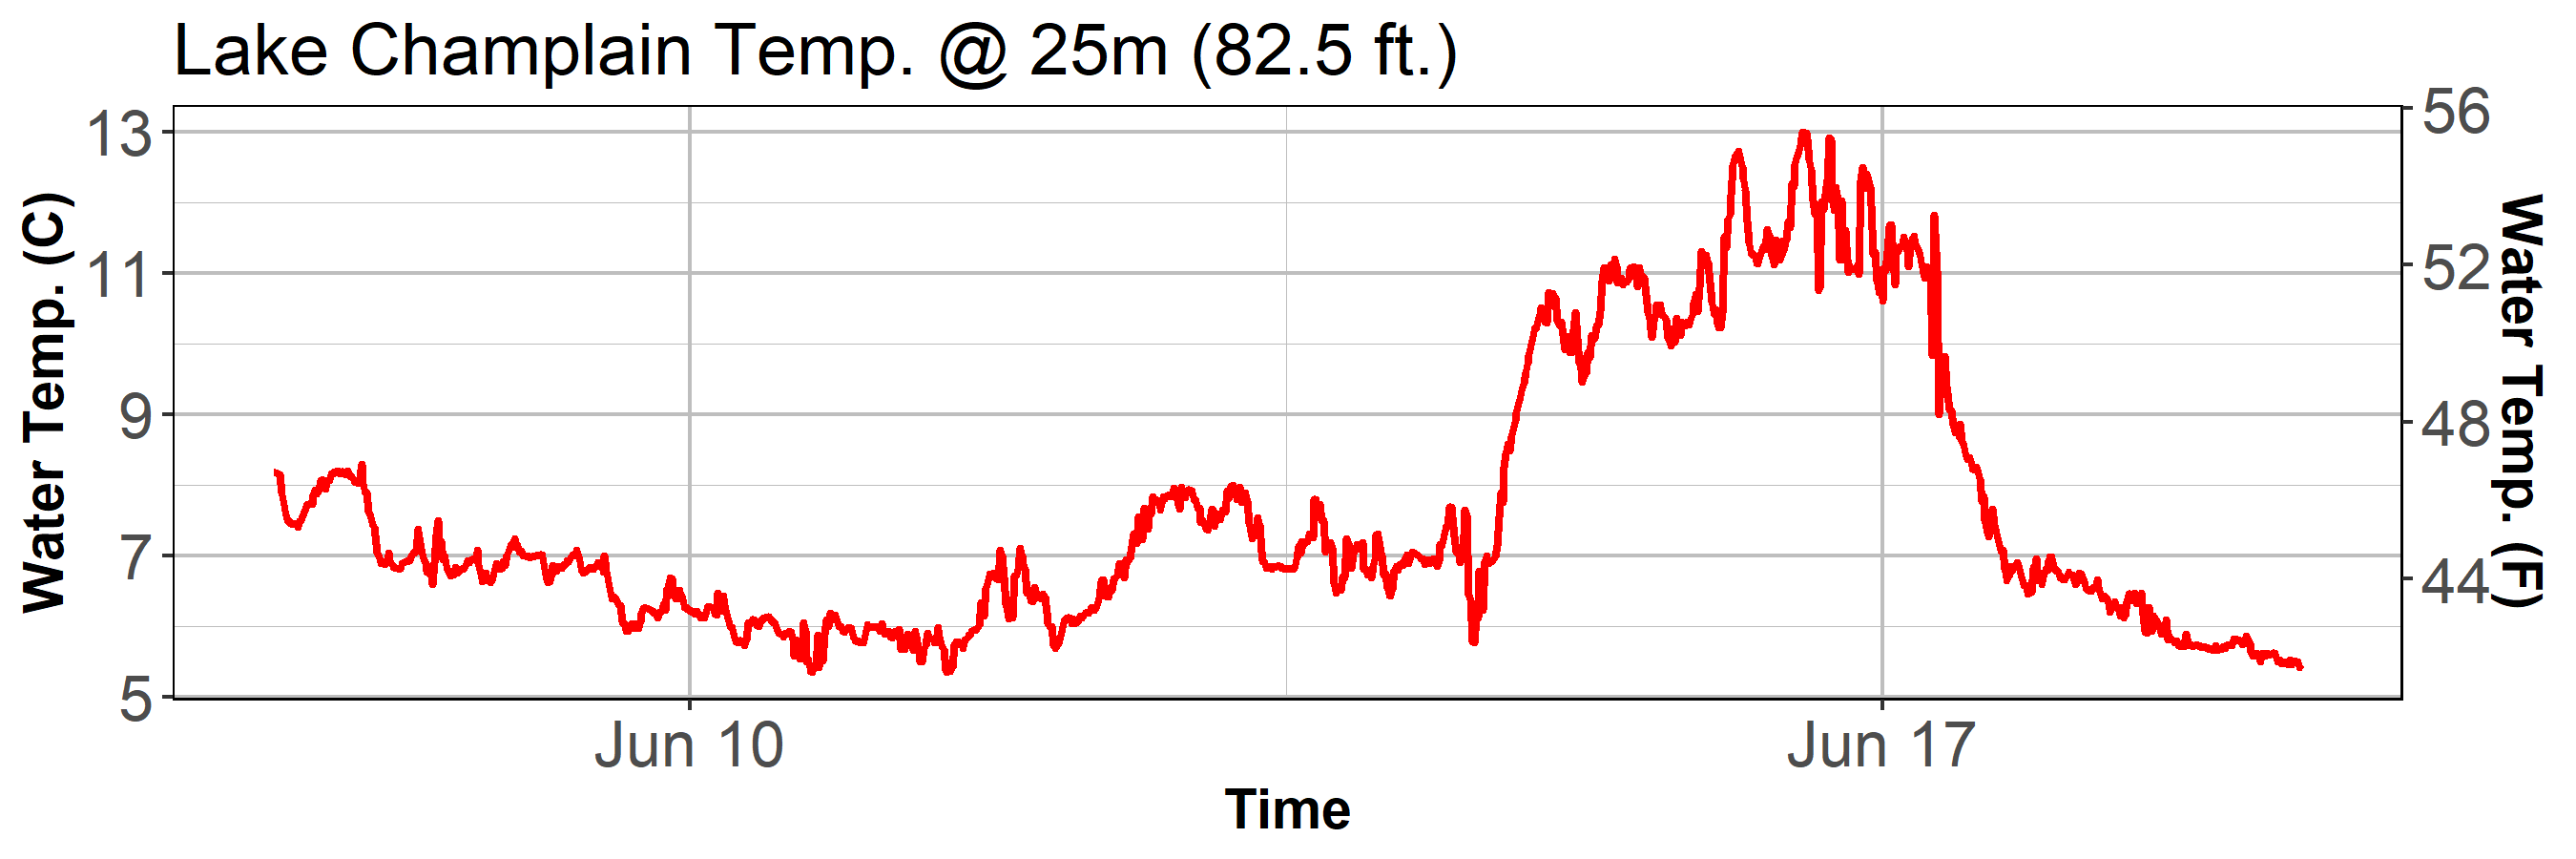 Lake Champlain Temp. @ 25m (82.5 ft.)
Water Temp. (C)
13
11
9
7
5
56
52
48
44
Water Temp. (F)
Jun 10
Jun 17
Time